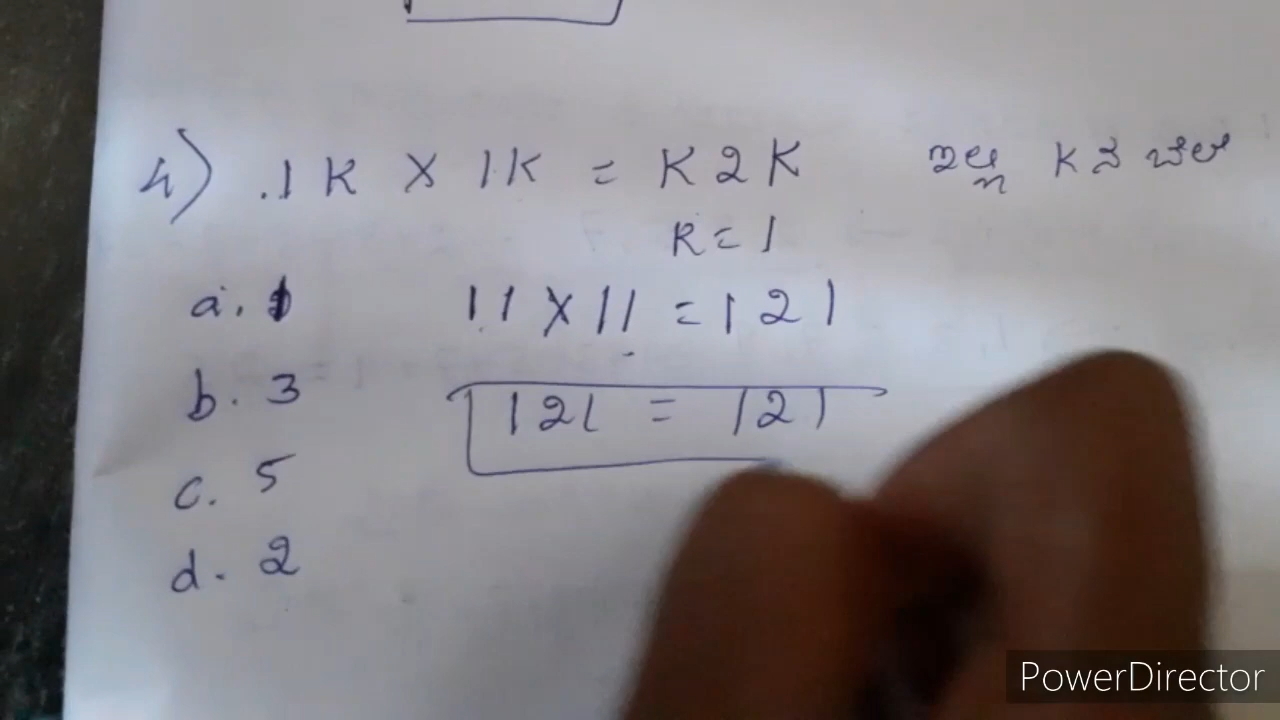 4) .1K X 1K = K2K ಇಲ್ಲಿ K ನ ಬೆಲೆ
K = 1
a. 1 11 X 11 = 121
b. 3 121 = 121
c. 5
d. 2
PowerDirector